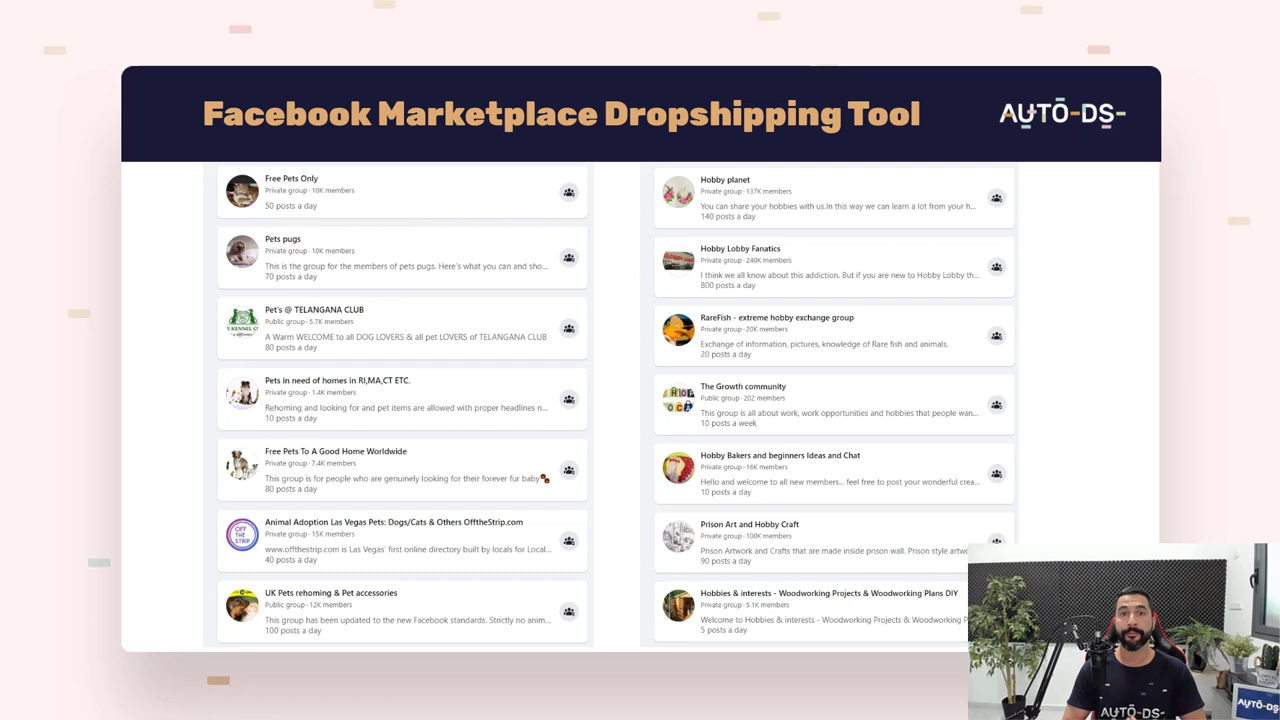 Facebook Marketplace Dropshipping Tool
AUTO-DS-
Free Pets Only
Private group · 10K members
50 posts a day
Pets pugs
Private group · 10K members
This is the group for the members of pets pugs. Here's what you can and sho...
70 posts a day
Pet's @ TELANGANA CLUB
Public group · 5.7K members
A Warm WELCOME to all DOG LOVERS & all pet LOVERS of TELANGANA CLUB
80 posts a day
Pets in need of homes in RI,MA,CT ETC.
Private group · 1.4K members
Rehoming and looking for and pet items are allowed with proper headlines n...
10 posts a day
Free Pets To A Good Home Worldwide
Private group · 7.4K members
This group is for people who are genuinely looking for their forever fur baby
80 posts a day
OFF
THE
STRIP
Animal Adoption Las Vegas Pets: Dogs/Cats & Others OfftheStrip.com
Private group · 15K members
www.offthestrip.com is Las Vegas' first online directory built by locals for Local...
40 posts a day
UK Pets rehoming & Pet accessories
Public group · 12K members
This group has been updated to the new Facebook standards. Strictly no anim...
100 posts a day
Hobby planet
Private group · 137K members
You can share your hobbies with us.In this way we can learn a lot from your h...
140 posts a day
Hobby Lobby Fanatics
Private group · 240K members
I think we all know about this addiction. But if you are new to Hobby Lobby th...
800 posts a day
RareFish - extreme hobby exchange group
Private group · 20K members
Exchange of information, pictures, knowledge of Rare fish and animals.
20 posts a day
The Growth community
Public group · 202 members
This group is all about work, work opportunities and hobbies that people wan...
10 posts a week
Hobby Bakers and beginners Ideas and Chat
Private group · 16K members
Hello and welcome to all new members... feel free to post your wonderful crea...
10 posts a day
Prison Art and Hobby Craft
Private group · 100K members
Prison Artwork and Crafts that are made inside prison wall. Prison style
90 posts a day
Hobbies & interests - Woodworking Projects & Woodworking Plans DIY
Private group · 5.1K members
Welcome to Hobbies & interests - Woodworking Projects & Woodworking
5 posts a day
AUTO-DS-
AUTO-DS